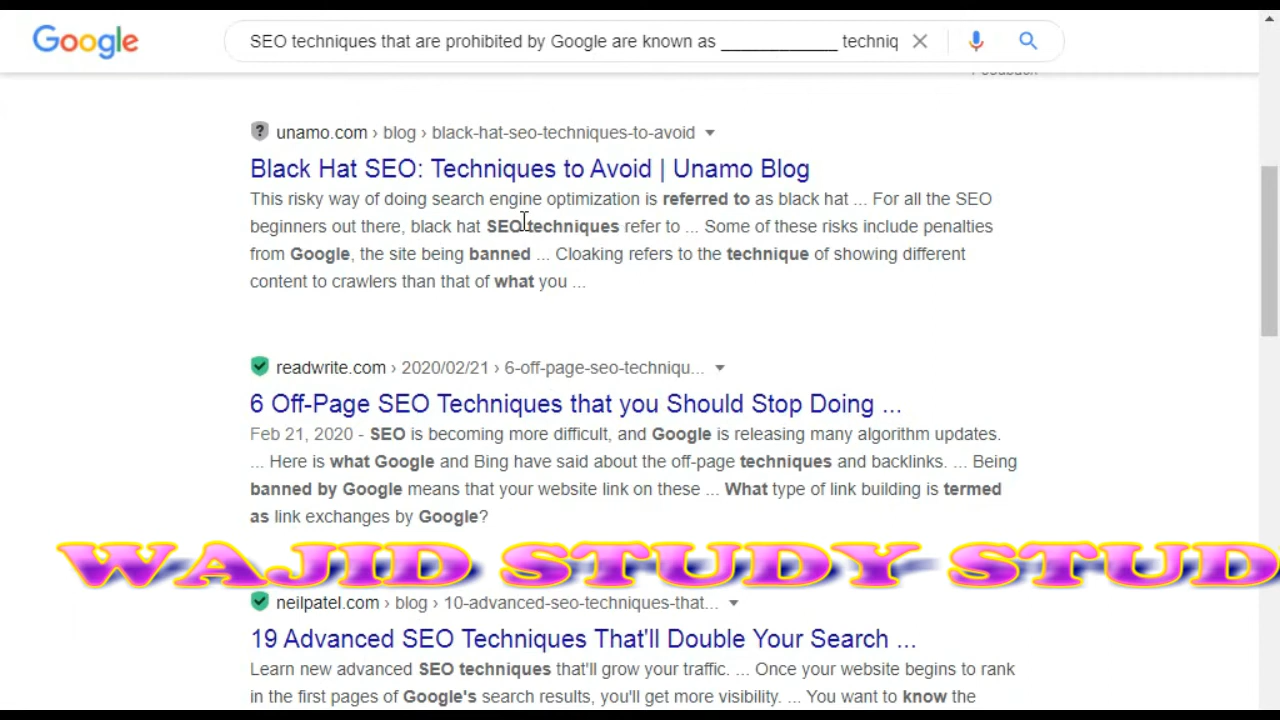 Google
SEO techniques that are prohibited by Google are known as ____________ techniq
Feedback
unamo.com › blog › black-hat-seo-techniques-to-avoid
Black Hat SEO: Techniques to Avoid | Unamo Blog
This risky way of doing search engine optimization is referred to as black hat ... For all the SEO
beginners out there, black hat SEO techniques refer to ... Some of these risks include penalties
from Google, the site being banned ... Cloaking refers to the technique of showing different
content to crawlers than that of what you ...
readwrite.com › 2020/02/21 › 6-off-page-seo-techniqu...
6 Off-Page SEO Techniques that you Should Stop Doing ...
Feb 21, 2020 - SEO is becoming more difficult, and Google is releasing many algorithm updates.
... Here is what Google and Bing have said about the off-page techniques and backlinks. ... Being
banned by Google means that your website link on these ... What type of link building is termed
as link exchanges by Google?
WAJID STUDY STUD
neilpatel.com › blog › 10-advanced-seo-techniques-that...
19 Advanced SEO Techniques That'll Double Your Search ...
Learn new advanced SEO techniques that'll grow your traffic. ... Once your website begins to rank
in the first pages of Google's search results, you'll get more visibility. ... You want to know the